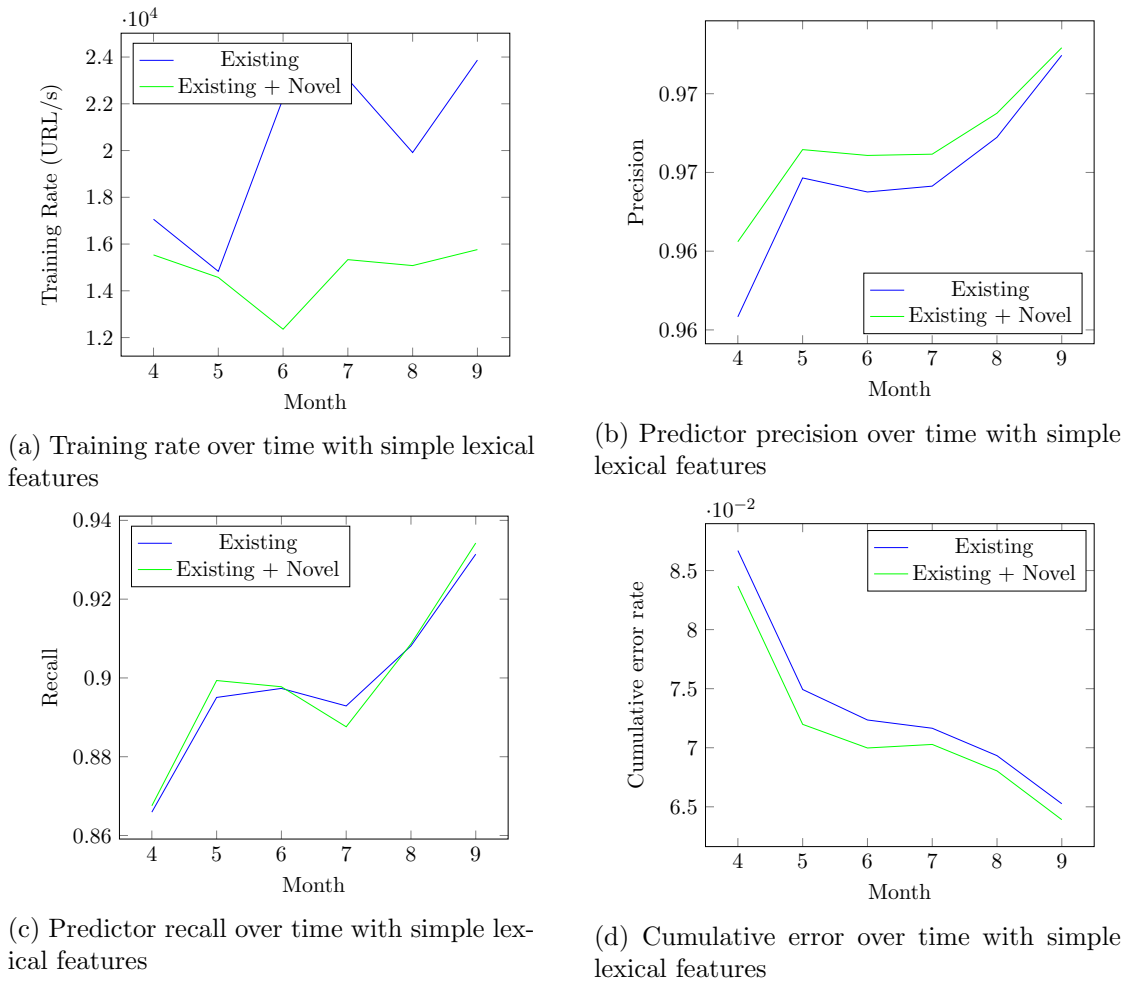 ·10⁴
2.4
2.2
2
1.8
1.6
1.4
1.2
Training Rate (URL/s)
Existing
Existing + Novel
4 5 6 7 8 9
Month
(a) Training rate over time with simple lexical
features
0.97
0.97
0.96
0.96
Precision
Existing
Existing + Novel
4 5 6 7 8 9
Month
(b) Predictor precision over time with simple
lexical features
0.94
0.92
0.9
0.88
0.86
Recall
Existing
Existing + Novel
4 5 6 7 8 9
Month
(c) Predictor recall over time with simple lex-
ical features
·10⁻²
8.5
8
7.5
7
6.5
Cumulative error rate
Existing
Existing + Novel
4 5 6 7 8 9
Month
(d) Cumulative error over time with simple
lexical features